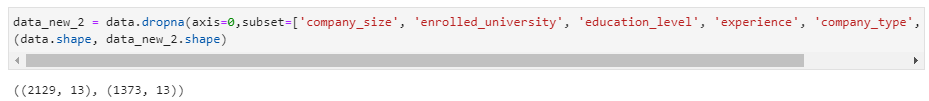 data_new_2 = data.dropna(axis=0,subset=['company_size', 'enrolled_university', 'education_level', 'experience', 'company_type',
(data.shape, data_new_2.shape)
((2129, 13), (1373, 13))